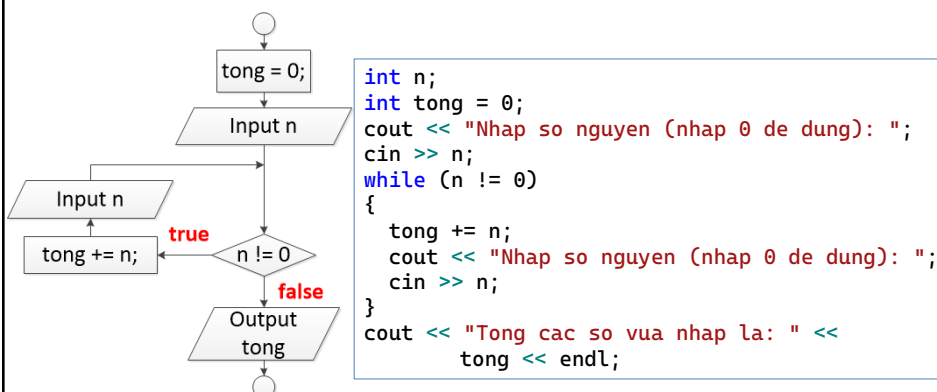 tong = 0;
Input n
Input n
tong += n;
true
n != 0
false
Output
tong
int n;
int tong = 0;
cout << "Nhap so nguyen (nhap 0 de dung): ";
cin >> n;
while (n != 0)
{
tong += n;
cout << "Nhap so nguyen (nhap 0 de dung): ";
cin >> n;
}
cout << "Tong cac so vua nhap la: " <<
tong << endl;